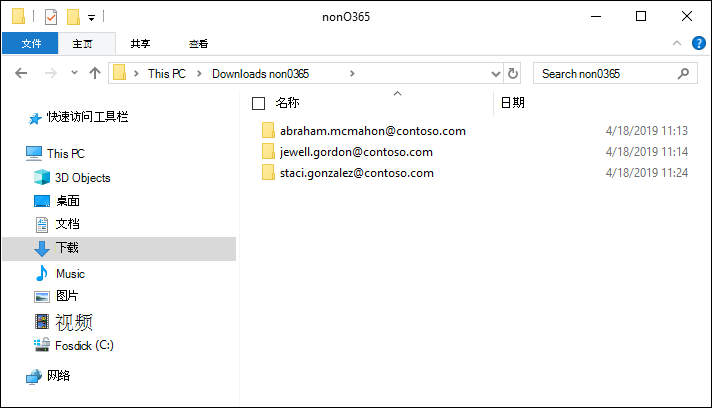 nonO365
文件 主页 共享 查看
This PC Downloads non0365 Search non0365
快速访问工具栏
This PC
3D Objects
桌面
文档
下载
Music
图片
视频
Fosdick (C:)
网络
名称 日期
abraham.mcmahon@contoso.com 4/18/2019 11:13
jewell.gordon@contoso.com 4/18/2019 11:14
staci.gonzalez@contoso.com 4/18/2019 11:24